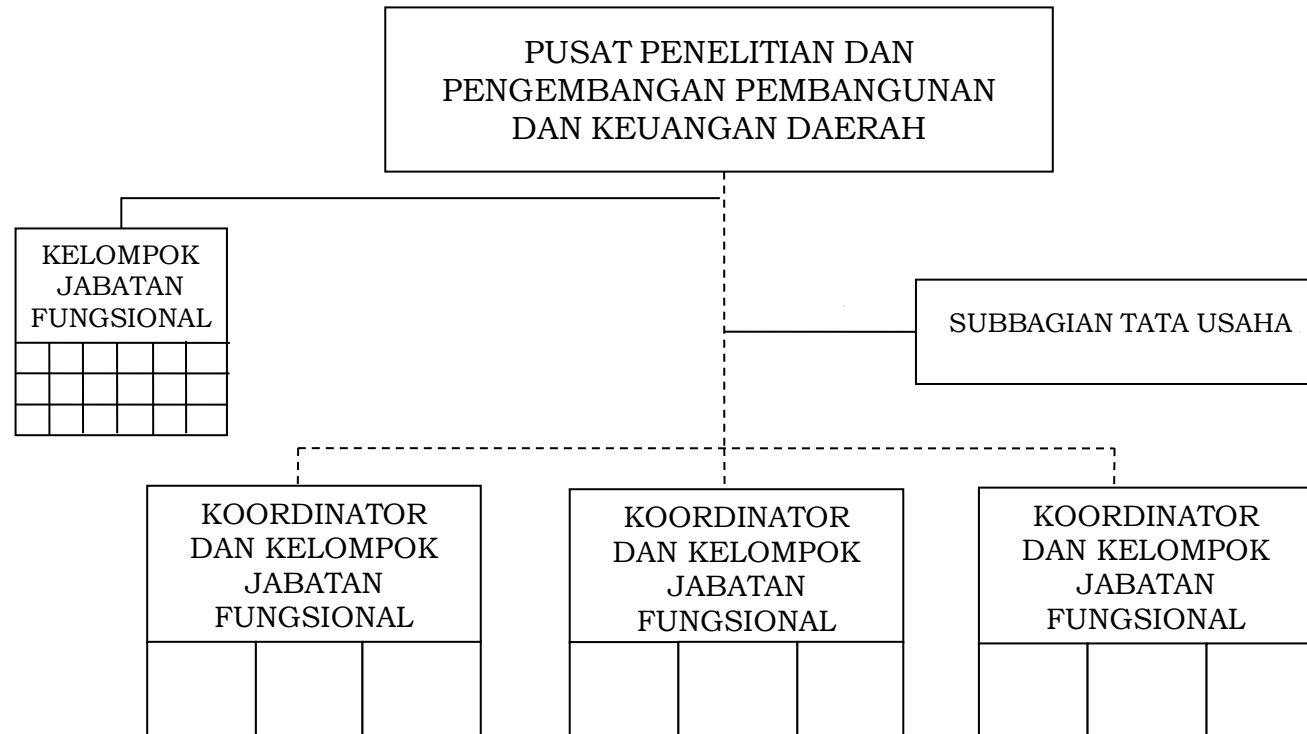 PUSAT PENELITIAN DAN
PENGEMBANGAN PEMBANGUNAN
DAN KEUANGAN DAERAH
KELOMPOK
JABATAN
FUNGSIONAL
SUBBAGIAN TATA USAHA
KOORDINATOR
DAN KELOMPOK
JABATAN
FUNGSIONAL
KOORDINATOR
DAN KELOMPOK
JABATAN
FUNGSIONAL
KOORDINATOR
DAN KELOMPOK
JABATAN
FUNGSIONAL